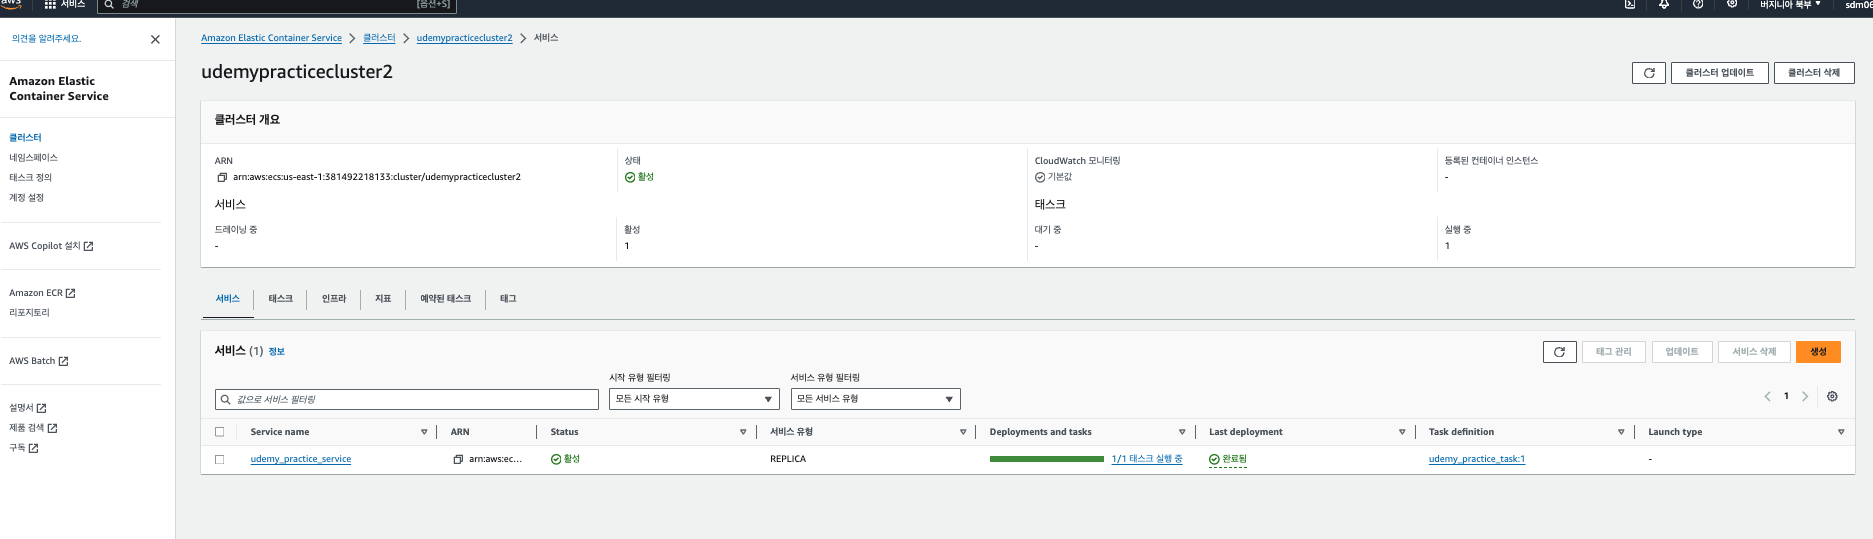 aws
서비스
검색
[옵션+S]
버지니아 북부
sdm06
의견을 알려주세요.
Amazon Elastic Container Service
클러스터
udemypracticecluster2
서비스
Amazon Elastic
Container Service
클러스터
네임스페이스
태스크 정의
계정 설정
AWS Copilot 설치
Amazon ECR
리포지토리
AWS Batch
설명서
제품 검색
구독
udemypracticecluster2
클러스터 업데이트
클러스터 삭제
클러스터 개요
ARN
arn:aws:ecs:us-east-1:381492218133:cluster/udemypracticecluster2
상태
활성
CloudWatch 모니터링
기본값
등록된 컨테이너 인스턴스
-
서비스
태스크
드레이닝 중
-
활성
1
대기 중
-
실행 중
1
서비스
태스크
인프라
지표
예약된 태스크
태그
서비스 (1) 정보
태그 관리
업데이트
서비스 삭제
생성
시작 유형 필터링
서비스 유형 필터링
값으로 서비스 필터링
모든 시작 유형
모든 서비스 유형
1
Service name
ARN
Status
서비스 유형
Deployments and tasks
Last deployment
Task definition
Launch type
udemy_practice_service
arn:aws:ec...
활성
REPLICA
1/1 태스크 실행 중
완료됨
udemy_practice_task:1
-